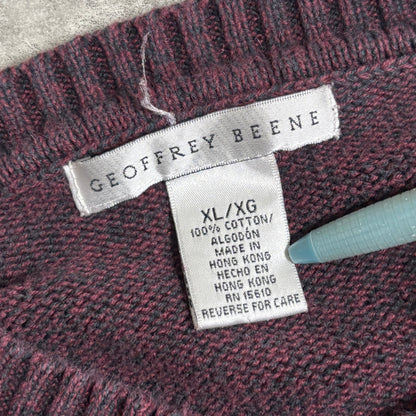 GEOFFREY BEENE
XL/XG
100% COTTON/
ALGODÓN
MADE IN
HONG KONG
HECHO EN
HONG KONG
RN 15610
REVERSE FOR CARE